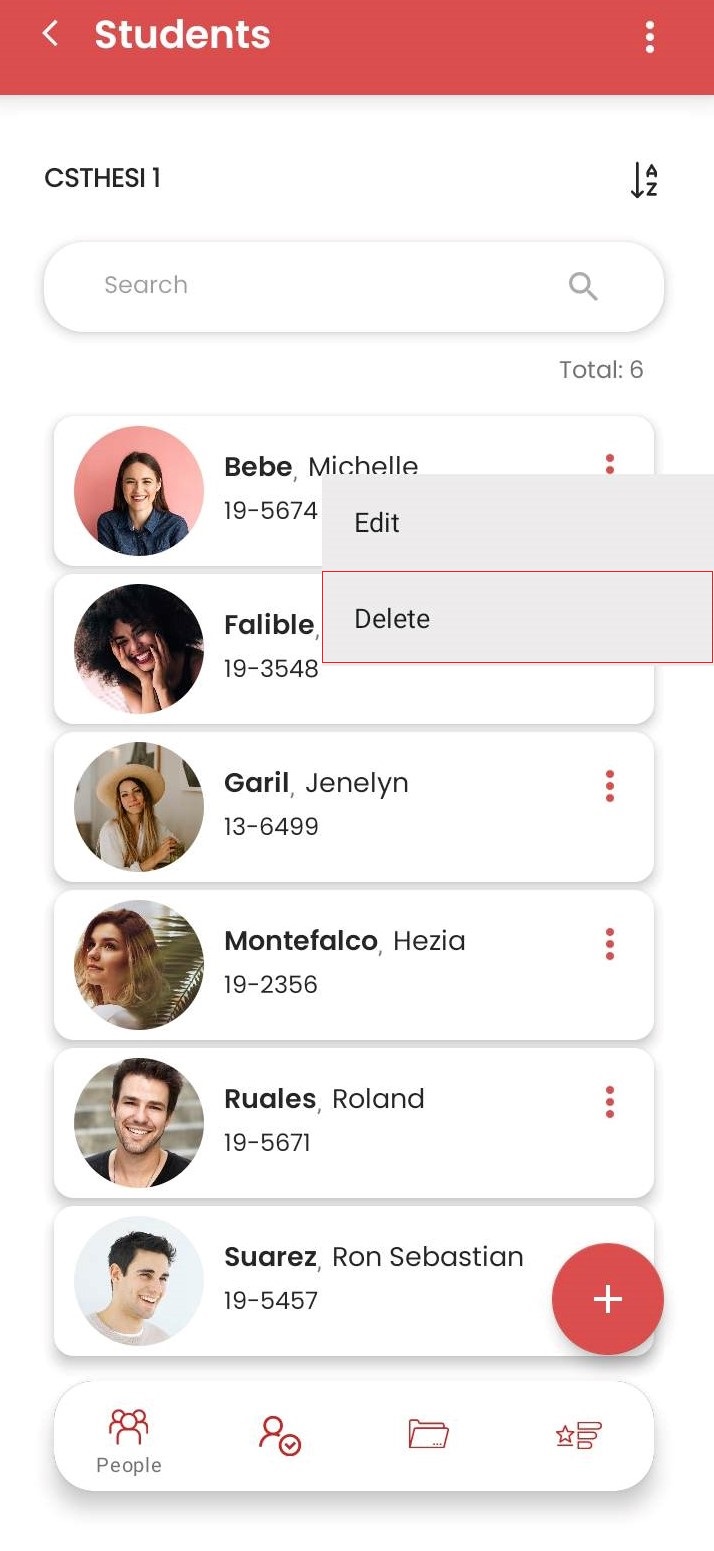 Students
CSTHESI 1
A
Z
Search
Total: 6
Bebe, Michelle
19-5674
Edit
Falible,
Delete
19-3548
Garil, Jenelyn
13-6499
Montefalco, Hezia
19-2356
Ruales, Roland
19-5671
Suarez, Ron Sebastian
19-5457
People